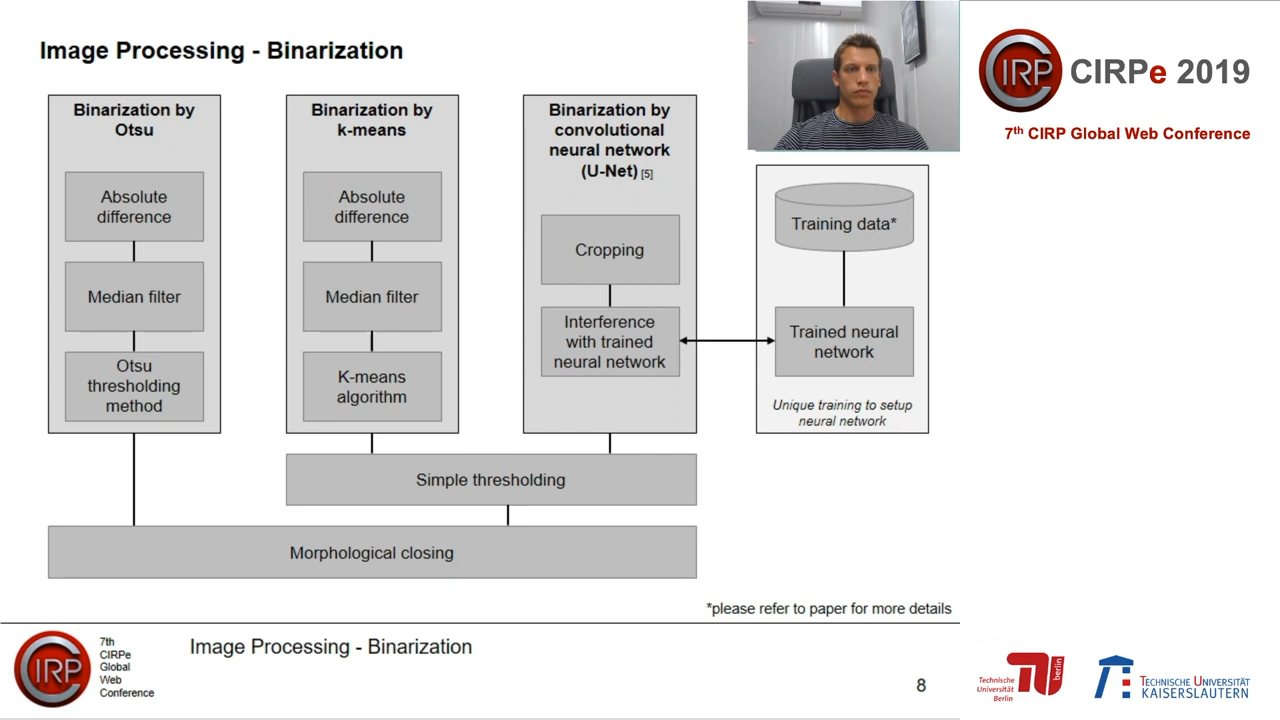 Image Processing - Binarization
Binarization by
Otsu
Absolute
difference
Median filter
Otsu
thresholding
method
Binarization by
k-means
Absolute
difference
Median filter
K-means
algorithm
Binarization by
convolutional
neural network
(U-Net) [5]
Cropping
Interference
with trained
neural network
Training data*
Trained neural
network
Unique training to setup
neural network
Simple thresholding
Morphological closing
*please refer to paper for more details
CIRP
7th
CIRPe
Global
Web
Conference
Image Processing - Binarization
8
CIRP
CIRPe 2019
7th CIRP Global Web Conference
Technische
Universität
Berlin
berlin
TECHNISCHE UNIVERSITÄT
KAISERSLAUTERN